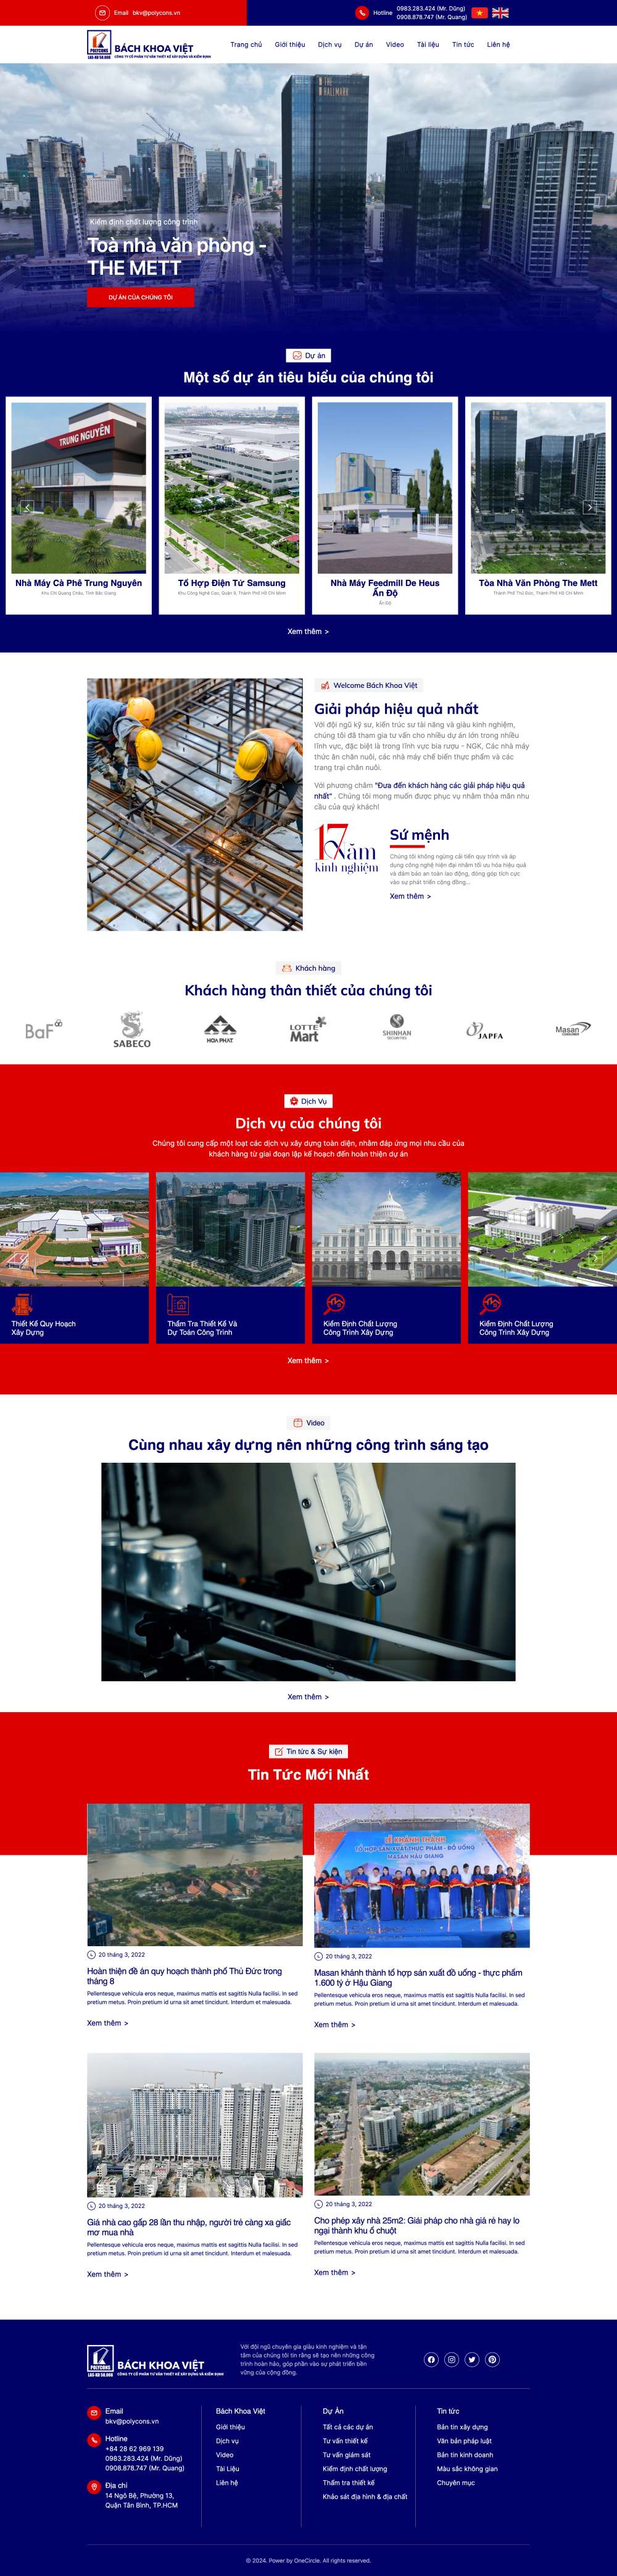 Email bkv@polycons.vn
Hotline
0983.283.424 (Mr. Dũng)
0908.878.747 (Mr. Quang)
POLYCONS
LAS-XD 50.008
BÁCH KHOA VIỆT
CÔNG TY CỔ PHẦN TƯ VẤN THIẾT KẾ XÂY DỰNG VÀ KIỂM ĐỊNH
Trang chủ Giới thiệu Dịch vụ Dự án Video Tài liệu Tin tức Liên hệ
Kiểm định chất lượng công trình
Toà nhà văn phòng -
THE METT
DỰ ÁN CỦA CHÚNG TÔI
Dự án
Một số dự án tiêu biểu của chúng tôi
TRUNG NGUYÊN
Nhà Máy Cà Phê Trung Nguyên
Khu CN Quang Châu, Tỉnh Bắc Giang
Tổ Hợp Điện Tử Samsung
Khu Công Nghệ Cao, Quận 9, Thành Phố Hồ Chí Minh
Nhà Máy Feedmill De Heus
Ấn Độ
Ấn Độ
Tòa Nhà Văn Phòng The Mett
Thành Phố Thủ Đức, Thành Phố Hồ Chí Minh
Xem thêm >
Welcome Bách Khoa Việt
Giải pháp hiệu quả nhất
Với đội ngũ kỹ sư, kiến trúc sư tài năng và giàu kinh nghiệm,
chúng tôi đã tham gia tư vấn cho nhiều dự án lớn trong nhiều
lĩnh vực, đặc biệt là trong lĩnh vực bia rượu - NGK, Các nhà máy
thức ăn chăn nuôi, các nhà máy chế biến thực phẩm và các
trang trại chăn nuôi.
Với phương châm "Đưa đến khách hàng các giải pháp hiệu quả
nhất" . Chúng tôi mong muốn được phục vụ nhằm thỏa mãn nhu
cầu của quý khách!
17 Năm
kinh nghiệm
Sứ mệnh
Chúng tôi không ngừng cải tiến quy trình và áp
dụng công nghệ hiện đại nhằm tối ưu hóa hiệu quả
và đảm bảo an toàn lao động, đóng góp tích cực
vào sự phát triển cộng đồng...
Xem thêm >
Khách hàng
Khách hàng thân thiết của chúng tôi
BaF
SABECO
HOA PHAT
LOTTE
Mart
SHINHAN
SECURITIES
JAPFA
Masan
CONSUMER
Dịch Vụ
Dịch vụ của chúng tôi
Chúng tôi cung cấp một loạt các dịch vụ xây dựng toàn diện, nhằm đáp ứng mọi nhu cầu của
khách hàng từ giai đoạn lập kế hoạch đến hoàn thiện dự án
Thiết Kế Quy Hoạch
Xây Dựng
Thẩm Tra Thiết Kế Và
Dự Toán Công Trình
Kiểm Định Chất Lượng
Công Trình Xây Dựng
Kiểm Định Chất Lượng
Công Trình Xây Dựng
Xem thêm >
Video
Cùng nhau xây dựng nên những công trình sáng tạo
Xem thêm >
Tin tức & Sự kiện
Tin Tức Mới Nhất
LỄ KHÁNH THÀNH
TỔ HỢP SẢN XUẤT THỰC PHẨM - ĐỒ UỐNG
MASAN HẬU GIANG
20 tháng 3, 2022
Hoàn thiện đề án quy hoạch thành phố Thủ Đức trong
tháng 8
Pellentesque vehicula eros neque, maximus mattis est sagittis Nulla facilisi. In sed
pretium metus. Proin pretium id urna sit amet tincidunt. Interdum et malesuada.
Xem thêm >
20 tháng 3, 2022
Masan khánh thành tổ hợp sản xuất đồ uống - thực phẩm
1.600 tỷ ở Hậu Giang
Pellentesque vehicula eros neque, maximus mattis est sagittis Nulla facilisi. In sed
pretium metus. Proin pretium id urna sit amet tincidunt. Interdum et malesuada.
Xem thêm >
20 tháng 3, 2022
Giá nhà cao gấp 28 lần thu nhập, người trẻ càng xa giấc
mơ mua nhà
Pellentesque vehicula eros neque, maximus mattis est sagittis Nulla facilisi. In sed
pretium metus. Proin pretium id urna sit amet tincidunt. Interdum et malesuada.
Xem thêm >
20 tháng 3, 2022
Cho phép xây nhà 25m2: Giải pháp cho nhà giá rẻ hay lo
ngại thành khu ổ chuột
Pellentesque vehicula eros neque, maximus mattis est sagittis Nulla facilisi. In sed
pretium metus. Proin pretium id urna sit amet tincidunt. Interdum et malesuada.
Xem thêm >
POLYCONS
LAS-XD 50.008
BÁCH KHOA VIỆT
CÔNG TY CỔ PHẦN TƯ VẤN THIẾT KẾ XÂY DỰNG VÀ KIỂM ĐỊNH
Với đội ngũ chuyên gia giàu kinh nghiệm và tận
tâm của chúng tôi tin rằng sẽ tạo nên những công
trình hoàn hảo, góp phần vào sự phát triển bền
vững của cộng đồng.
Email
bkv@polycons.vn
Hotline
+84 28 62 969 139
0983.283.424 (Mr. Dũng)
0908.878.747 (Mr. Quang)
Địa chỉ
14 Ngô Bệ, Phường 13,
Quận Tân Bình, TP.HCM
Bách Khoa Việt
Giới thiệu
Dịch vụ
Video
Tài Liệu
Liên hệ
Dự Án
Tất cả các dự án
Tư vấn thiết kế
Tư vấn giám sát
Kiểm định chất lượng
Thẩm tra thiết kế
Khảo sát địa hình & địa chất
Tin tức
Bản tin xây dựng
Văn bản pháp luật
Bản tin kinh doanh
Màu sắc không gian
Chuyên mục
© 2024. Power by OneCircle. All rights reserved.